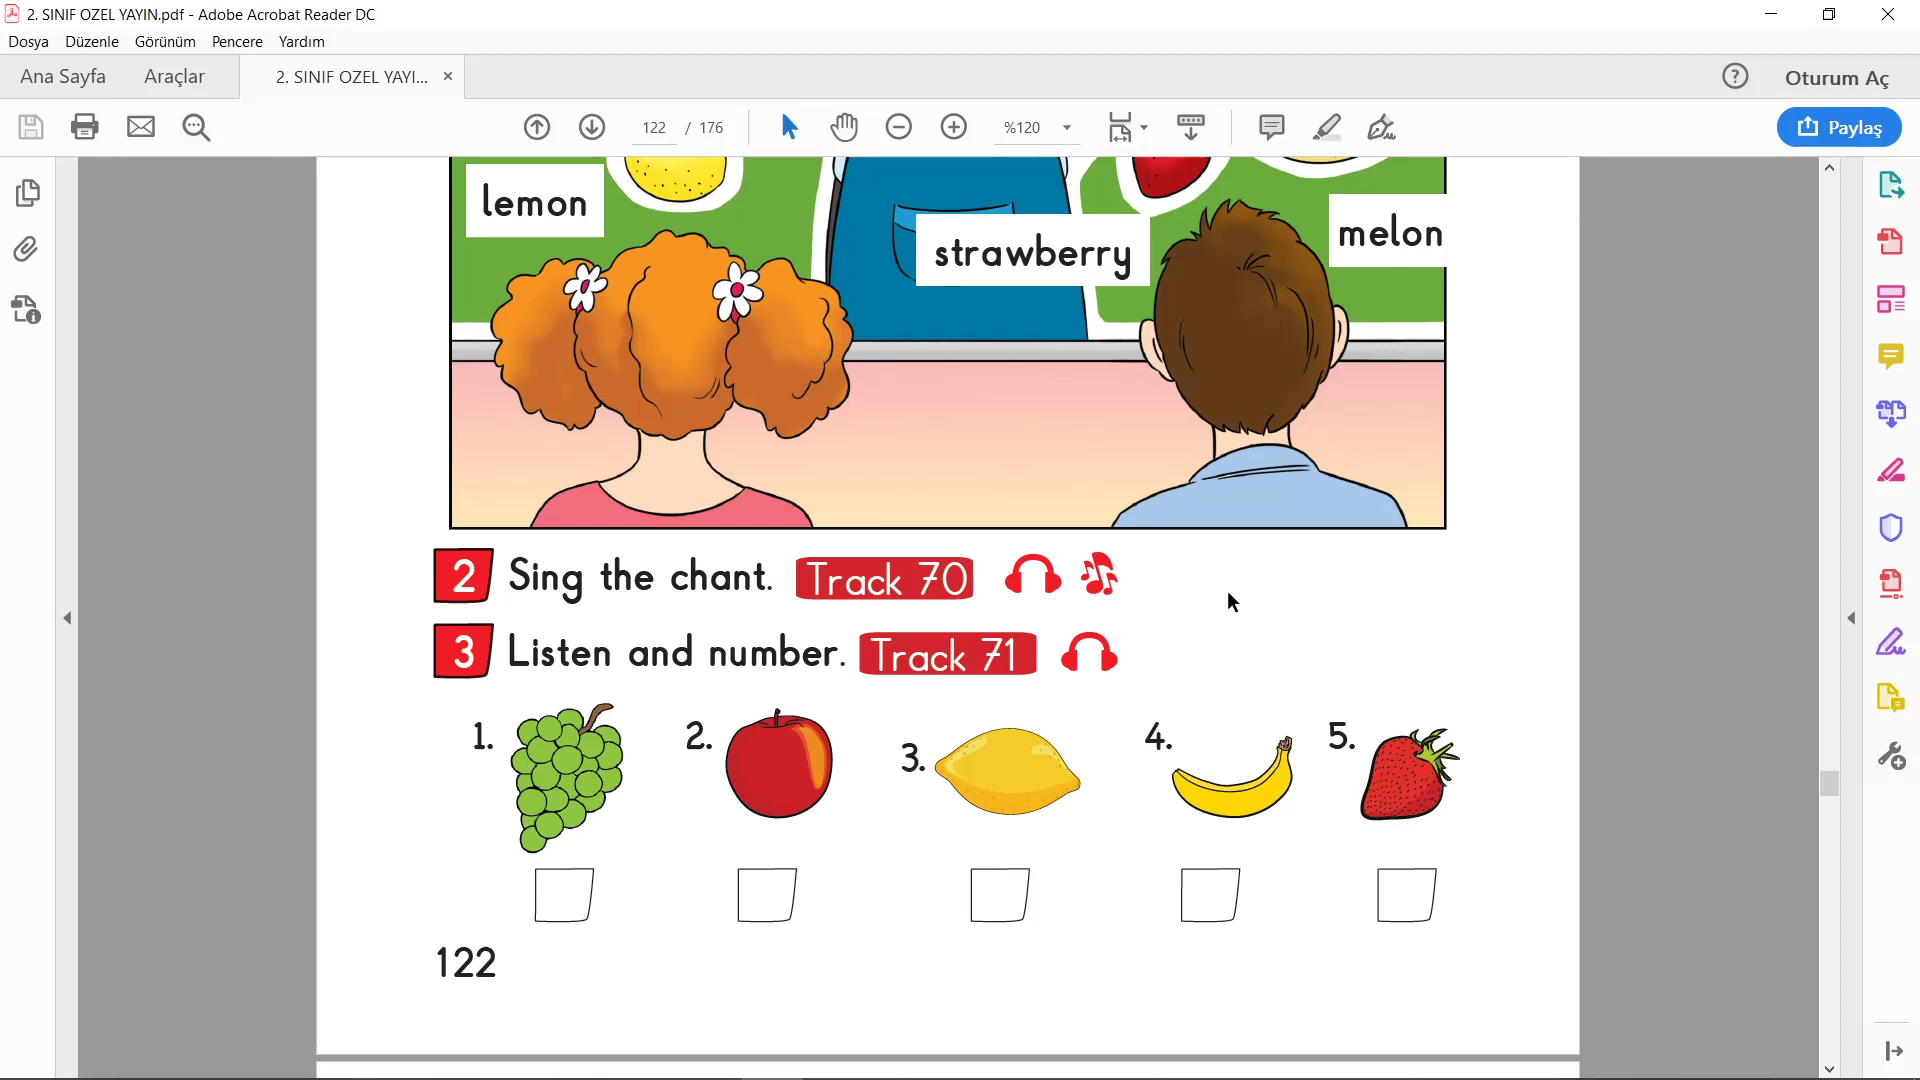 2. SINIF OZEL YAYIN.pdf - Adobe Acrobat Reader DC
Dosya Düzenle Görünüm Pencere Yardım
Ana Sayfa Araçlar 2. SINIF OZEL YAYI... × ? Oturum Aç
122 / 176 %120 Paylaş
lemon
strawberry
melon
2 Sing the chant. Track 70
3 Listen and number. Track 71
1. 2. 3. 4. 5.
122